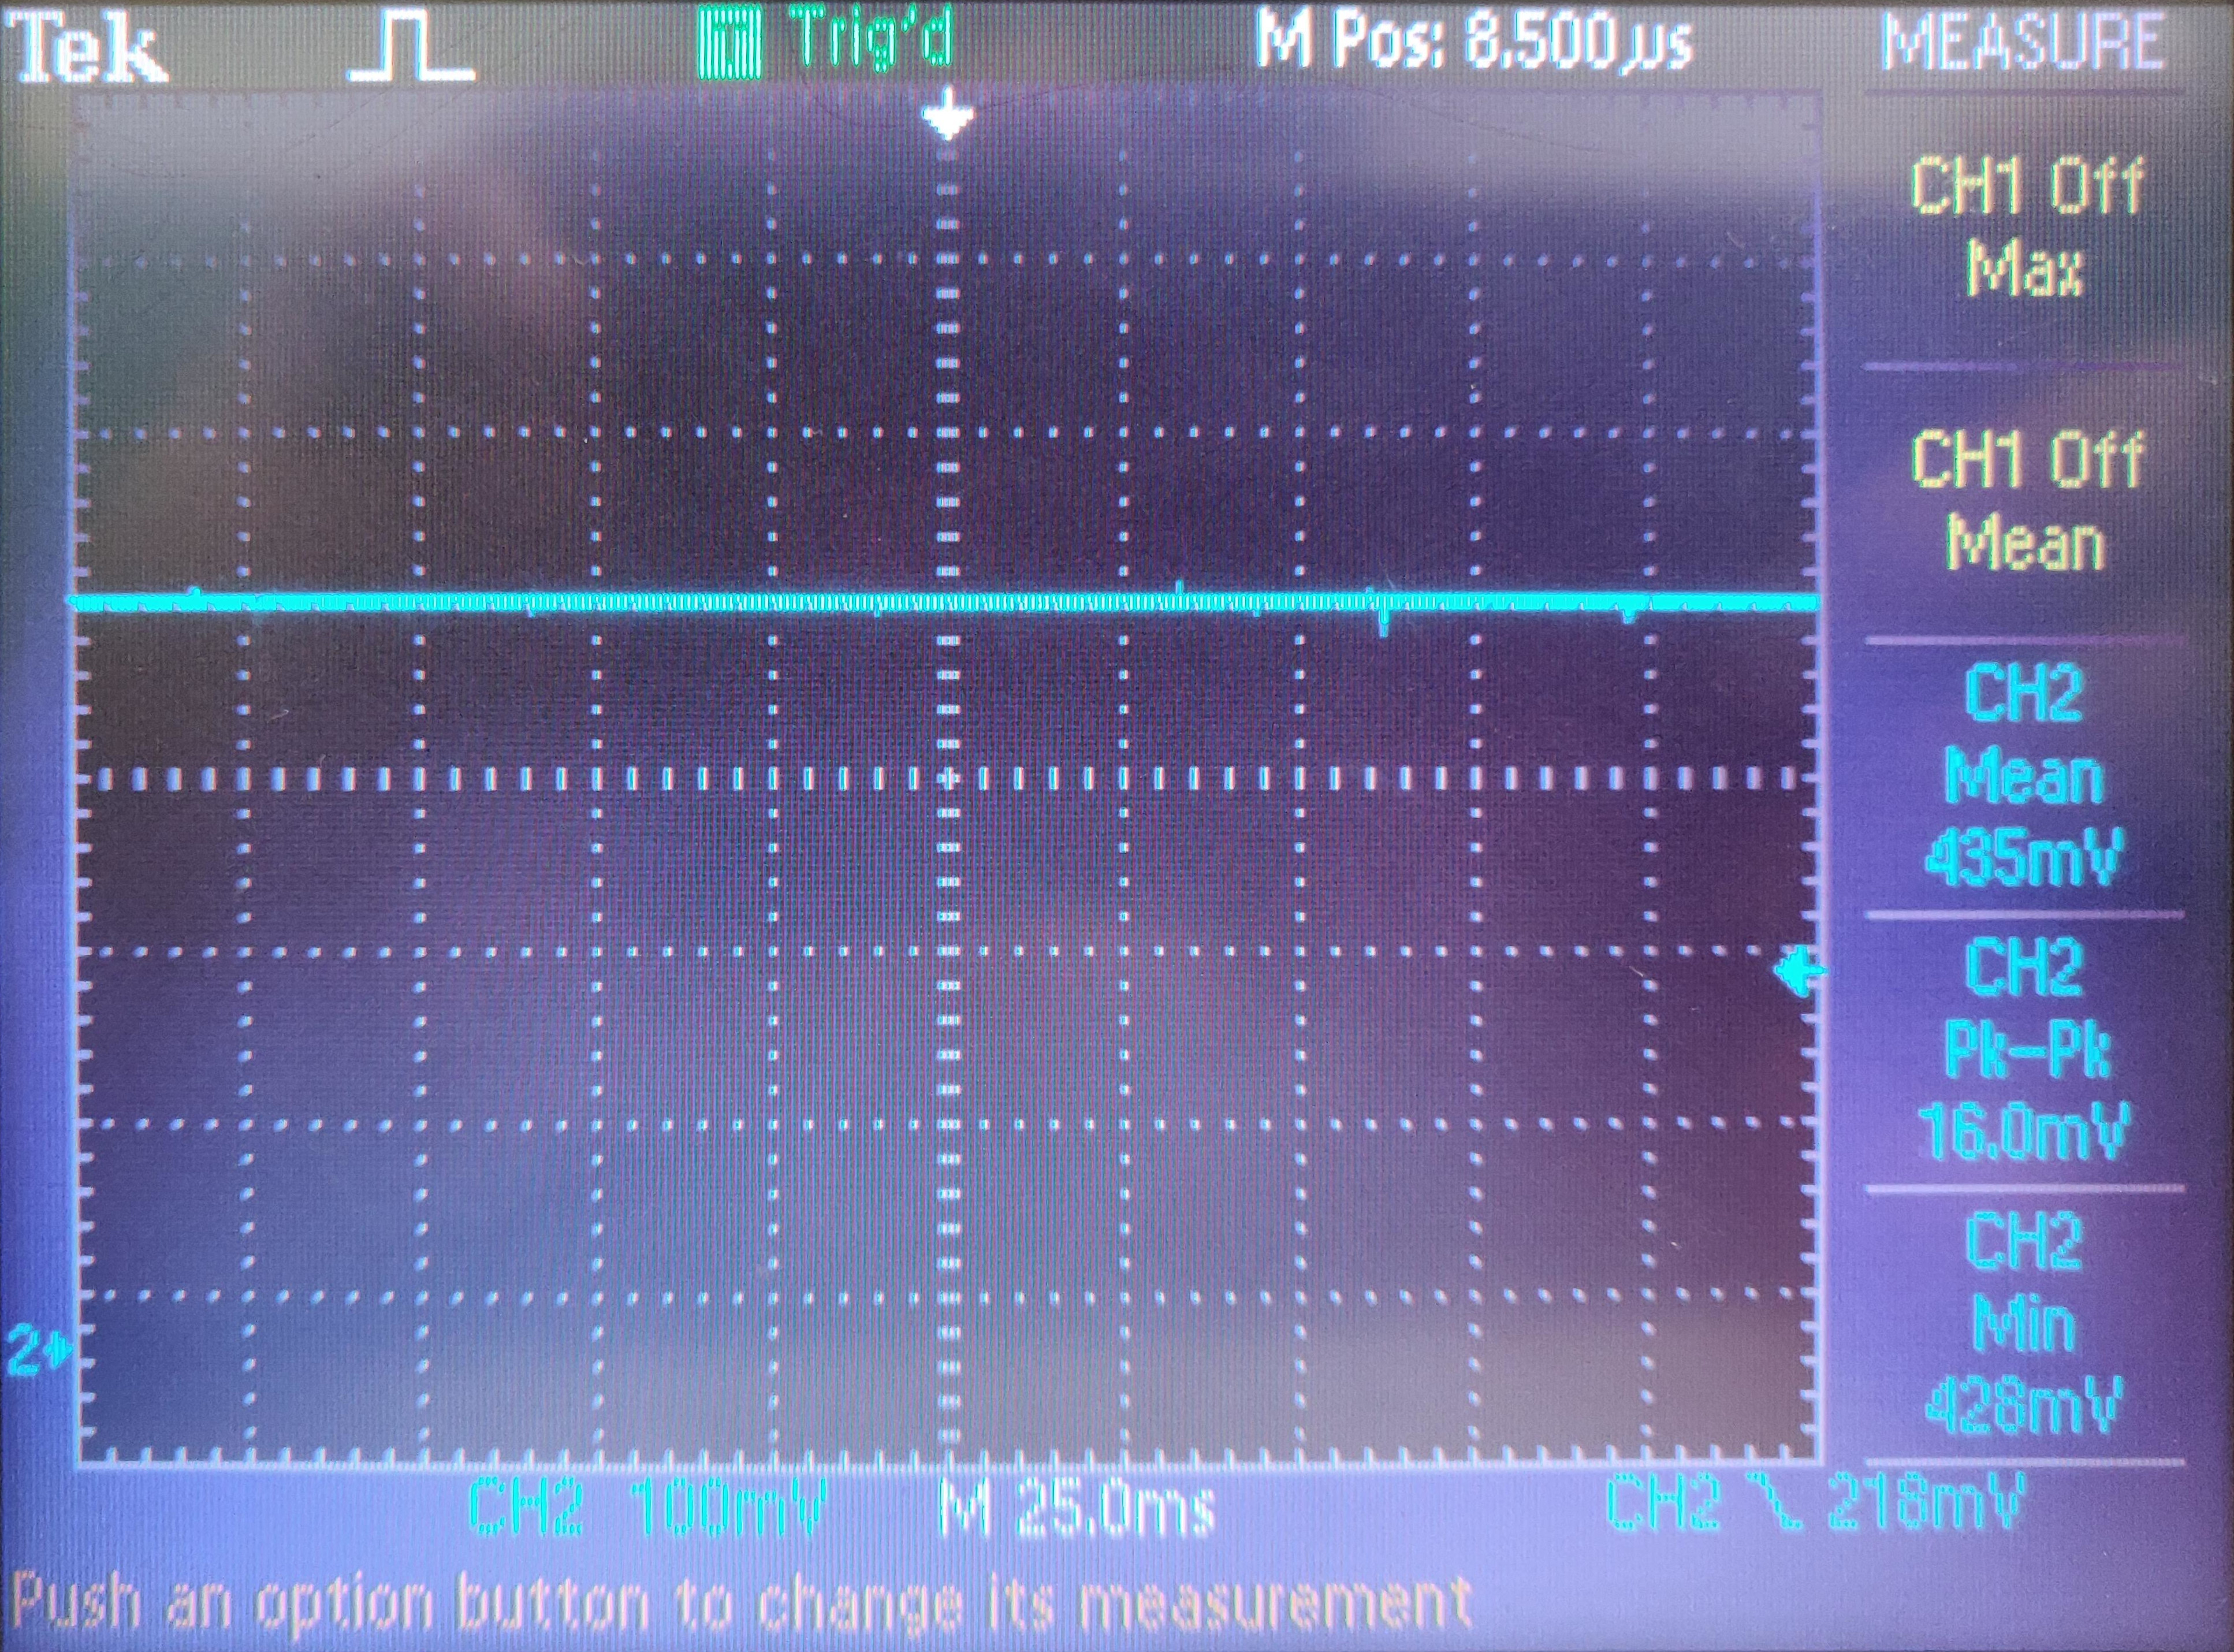 Tek Trig'd M Pos: 8.500µs MEASURE
CH1 Off
Max
CH1 Off
Mean
CH2
Mean
435mV
CH2
Pk-Pk
16.0mV
CH2
Min
428mV
2
CH2 100mV M 25.0ms CH2 218mV
Push an option button to change its measurement